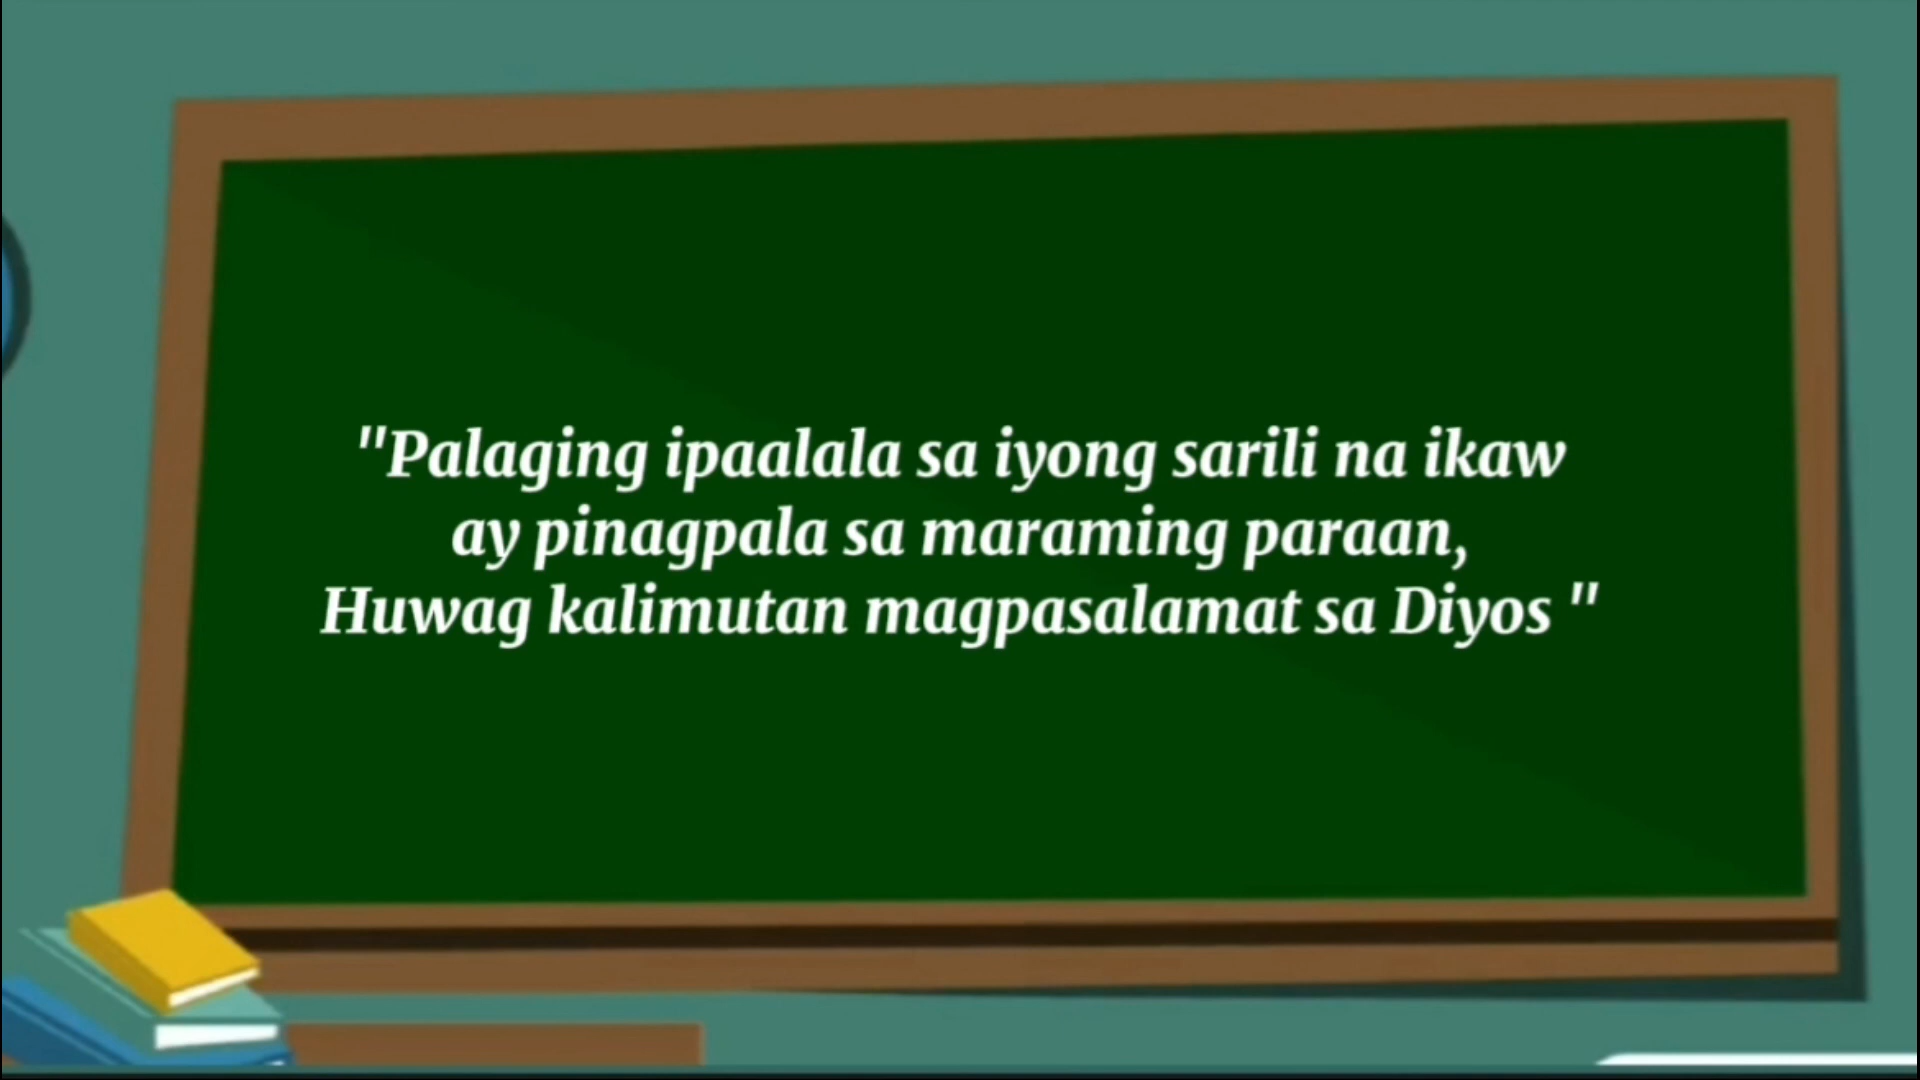 "Palaging ipaalala sa iyong sarili na ikaw
ay pinagpala sa maraming paraan,
Huwag kalimutan magpasalamat sa Diyos "